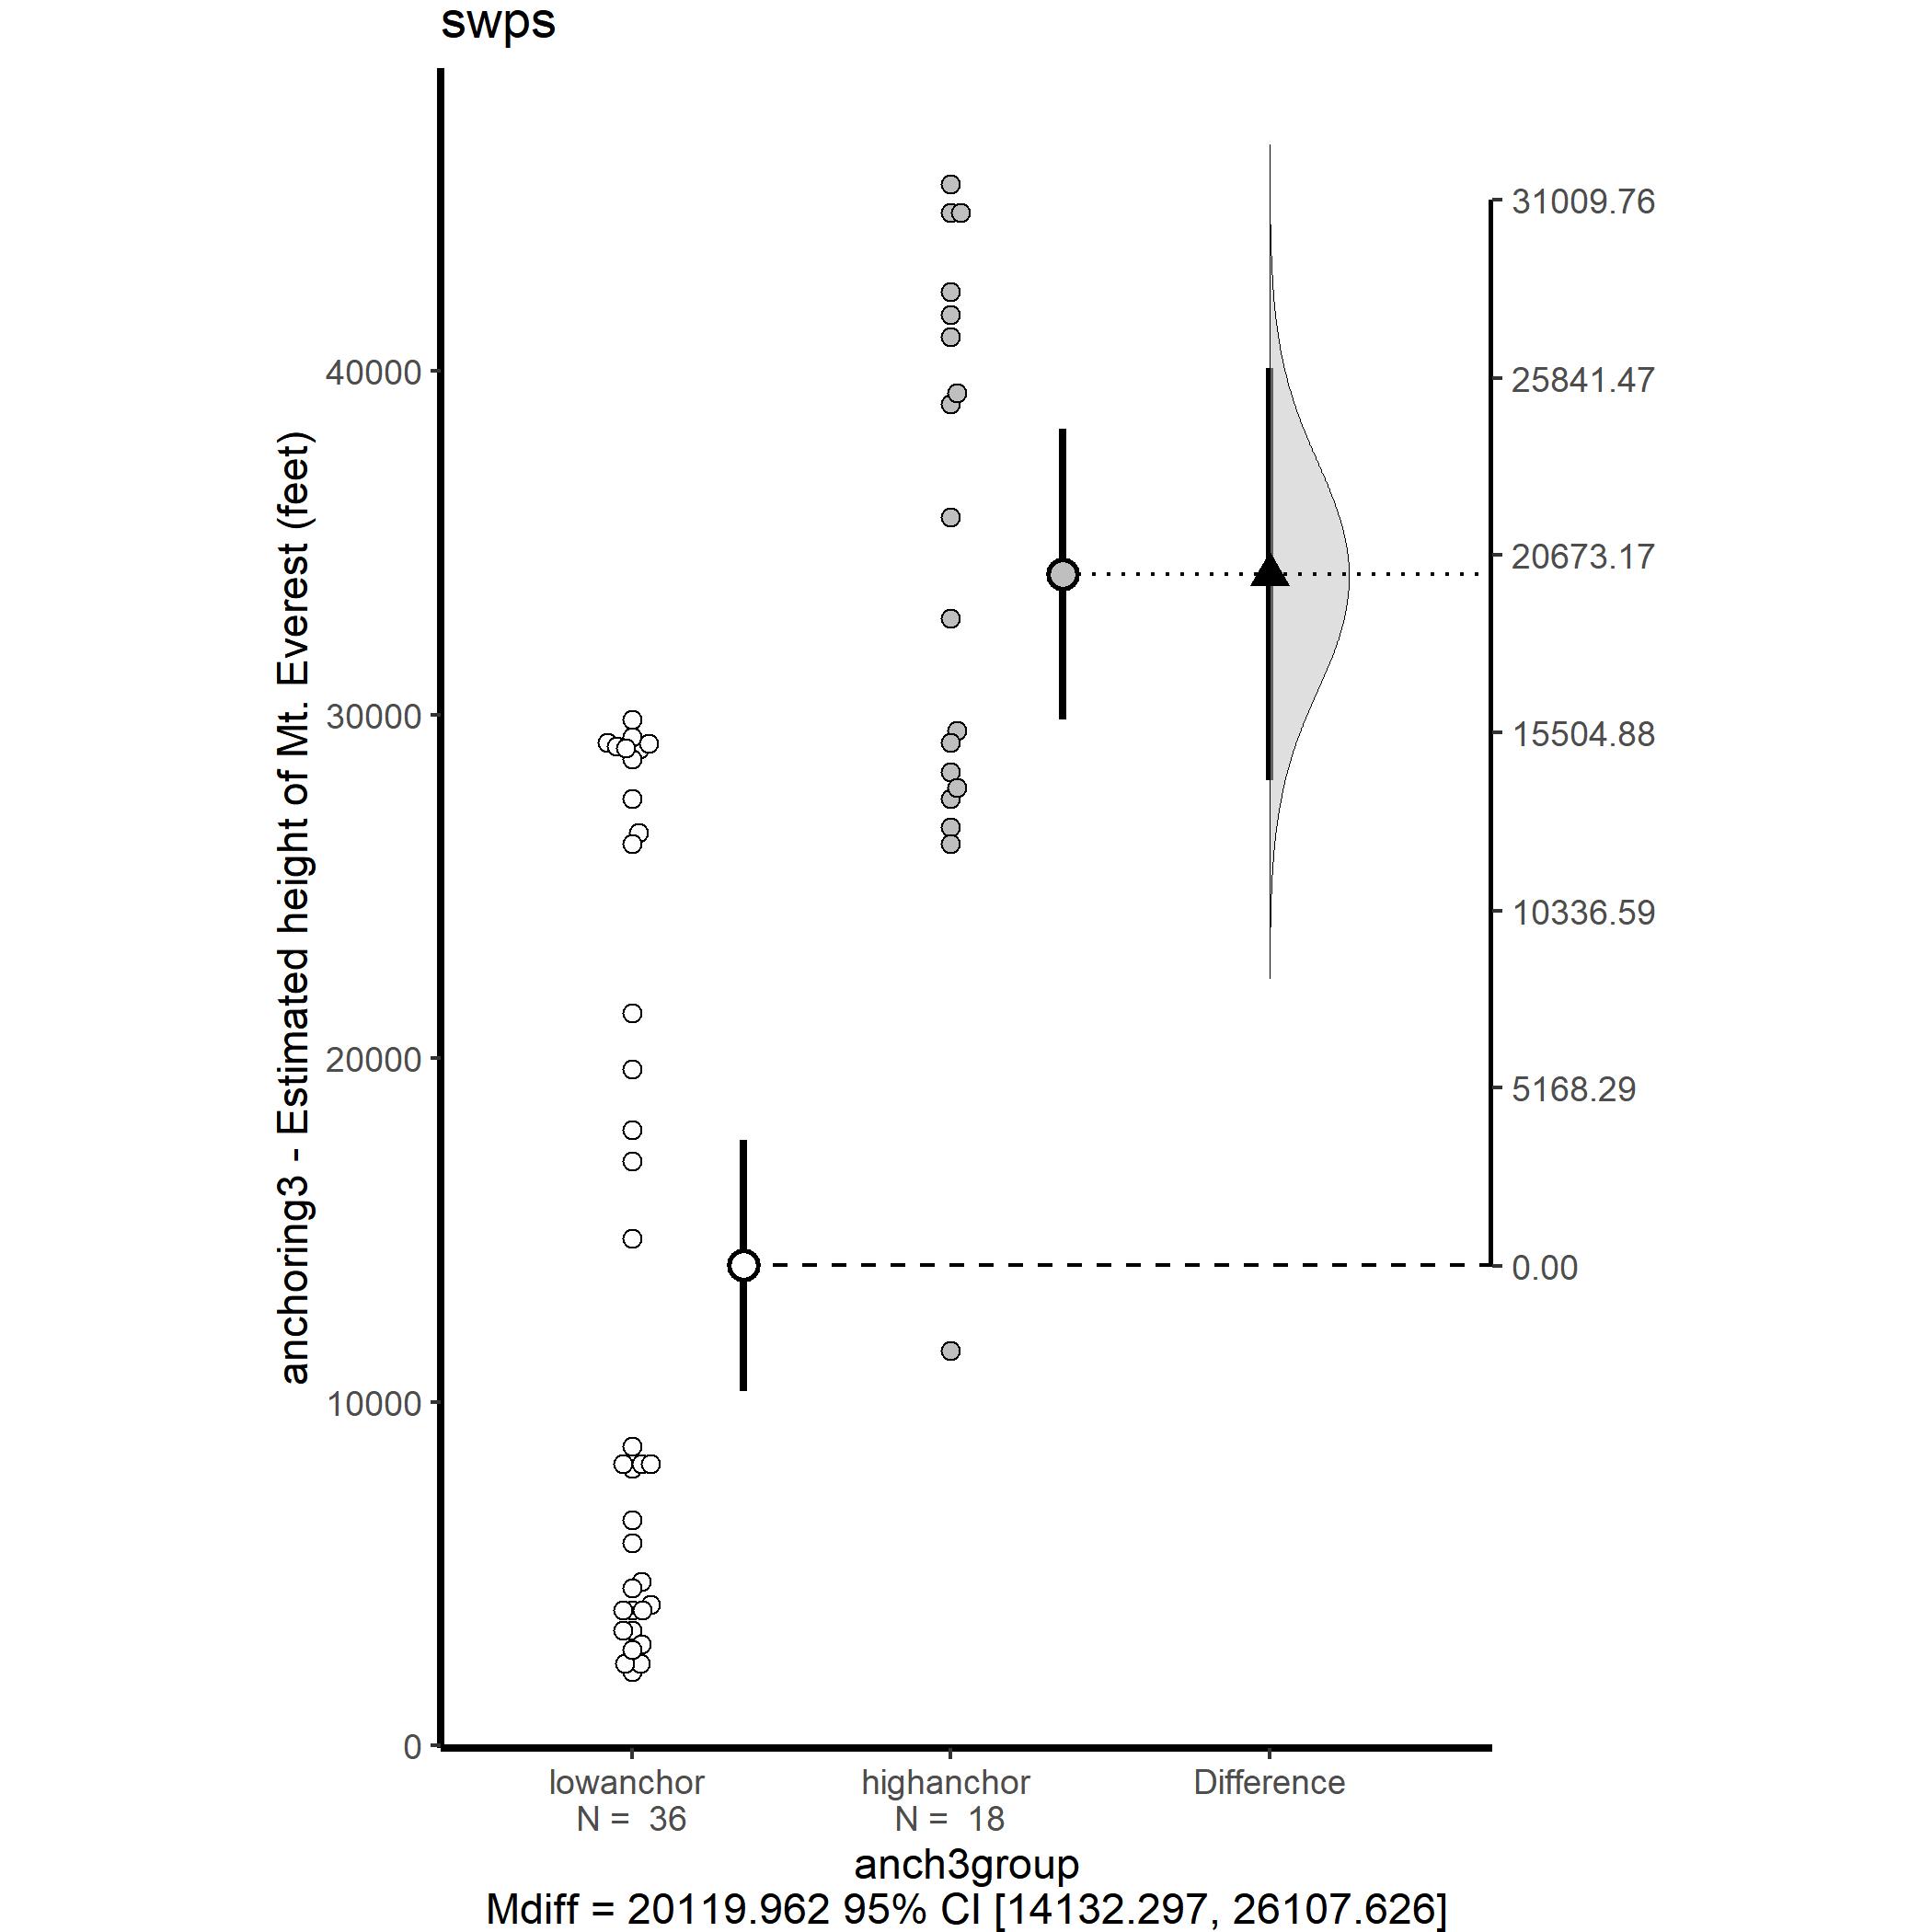 swps
anchoring3 - Estimated height of Mt. Everest (feet)
40000
30000
20000
10000
0
31009.76
25841.47
20673.17
15504.88
10336.59
5168.29
0.00
lowanchor
N = 36
highanchor
N = 18
Difference
anch3group
Mdiff = 20119.962 95% CI [14132.297, 26107.626]